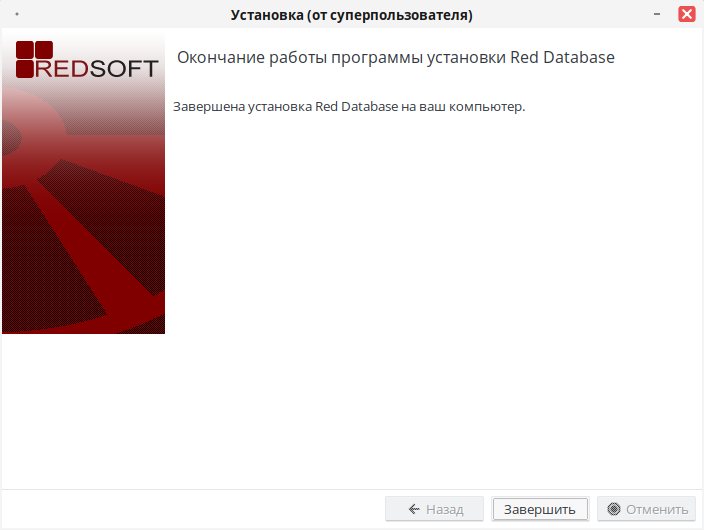 Установка (от суперпользователя)
REDSOFT
Окончание работы программы установки Red Database
Завершена установка Red Database на ваш компьютер.
Назад
Завершить
Отменить